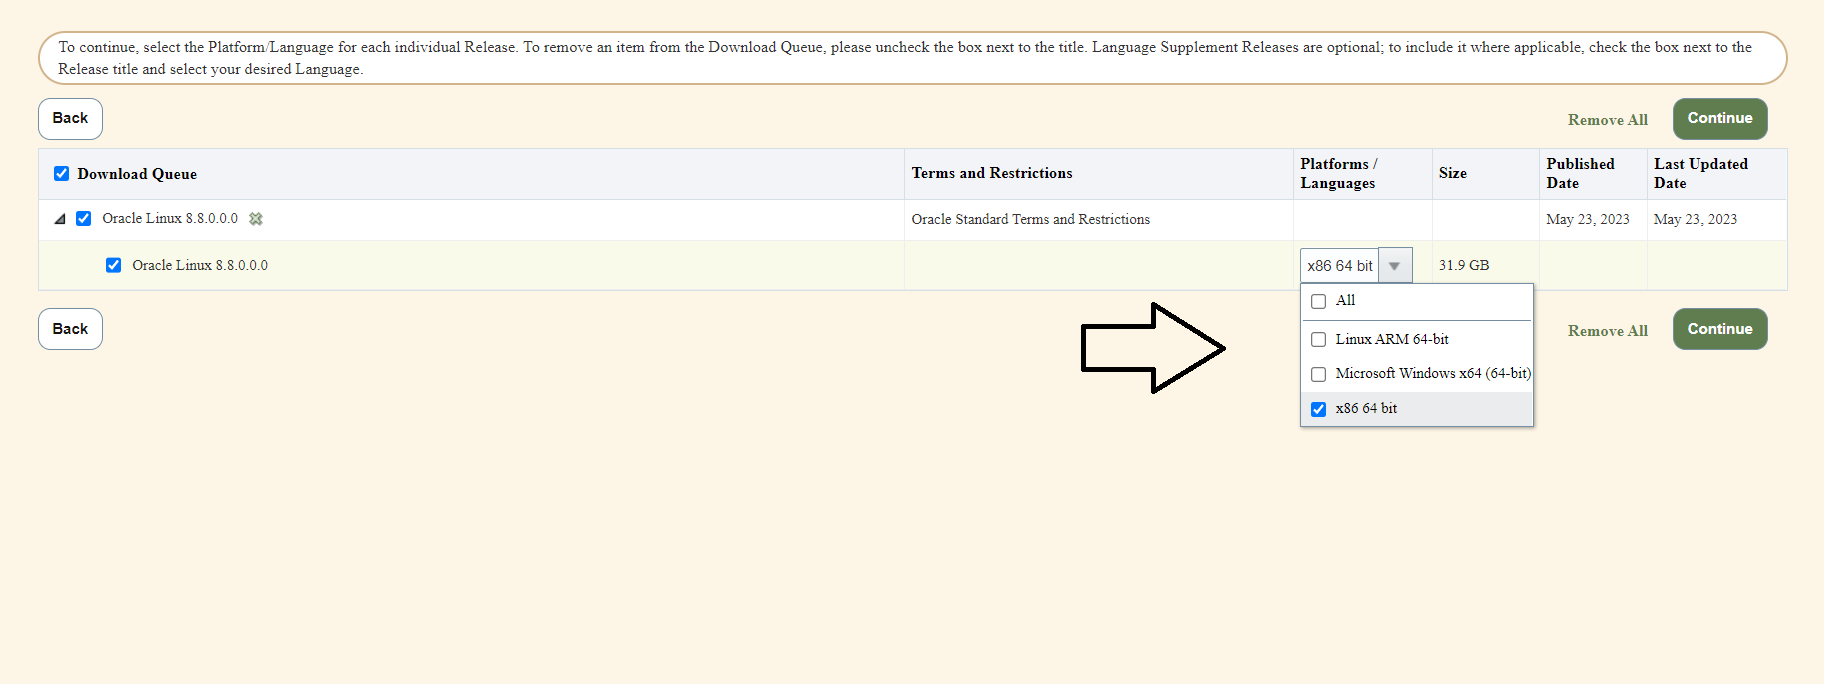 To continue, select the Platform/Language for each individual Release. To remove an item from the Download Queue, please uncheck the box next to the title. Language Supplement Releases are optional; to include it where applicable, check the box next to the
Release title and select your desired Language.
Back
Remove All
Continue
Download Queue
Terms and Restrictions
Platforms /
Languages
Size
Published
Date
Last Updated
Date
Oracle Linux 8.8.0.0.0
Oracle Standard Terms and Restrictions
May 23, 2023
May 23, 2023
Oracle Linux 8.8.0.0.0
x86 64 bit
31.9 GB
All
Linux ARM 64-bit
Microsoft Windows x64 (64-bit)
x86 64 bit
Back
Remove All
Continue